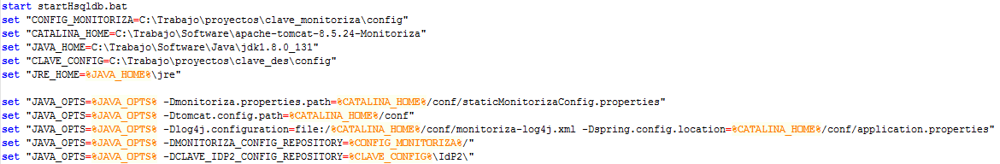 start startHsqldb.bat
set "CONFIG_MONITORIZA=C:\Trabajo\proyectos\clave_monitoriza\config"
set "CATALINA_HOME=C:\Trabajo\Software\apache-tomcat-8.5.24-Monitoriza"
set "JAVA_HOME=C:\Trabajo\Software\Java\jdk1.8.0_131"
set "CLAVE_CONFIG=C:\Trabajo\proyectos\clave_des\config"
set "JRE_HOME=%JAVA_HOME%\jre"
set "JAVA_OPTS=%JAVA_OPTS% -Dmonitoriza.properties.path=%CATALINA_HOME%/conf/staticMonitorizaConfig.properties"
set "JAVA_OPTS=%JAVA_OPTS% -Dtomcat.config.path=%CATALINA_HOME%/conf"
set "JAVA_OPTS=%JAVA_OPTS% -Dlog4j.configuration=file:/%CATALINA_HOME%/conf/monitoriza-log4j.xml -Dspring.config.location=%CATALINA_HOME%/conf/application.properties"
set "JAVA_OPTS=%JAVA_OPTS% -DMONITORIZA_CONFIG_REPOSITORY=%CONFIG_MONITORIZA%/"
set "JAVA_OPTS=%JAVA_OPTS% -DCLAVE_IDP2_CONFIG_REPOSITORY=%CLAVE_CONFIG%\IdP2\"